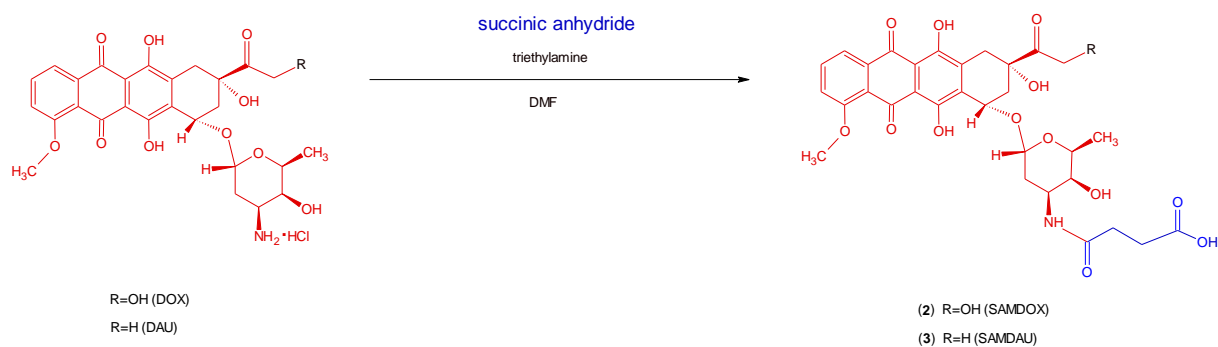 succinic anhydride
triethylamine
DMF
O
OH
O
R
OH
O
OH
O
H
O
O
CH3
H3C
H
O
OH
NH2·HCl
R=OH (DOX)
R=H (DAU)
O
OH
O
R
OH
O
OH
O
H
O
O
CH3
H3C
H
OH
NH
O
OH
O
(2) R=OH (SAMDOX)
(3) R=H (SAMDAU)